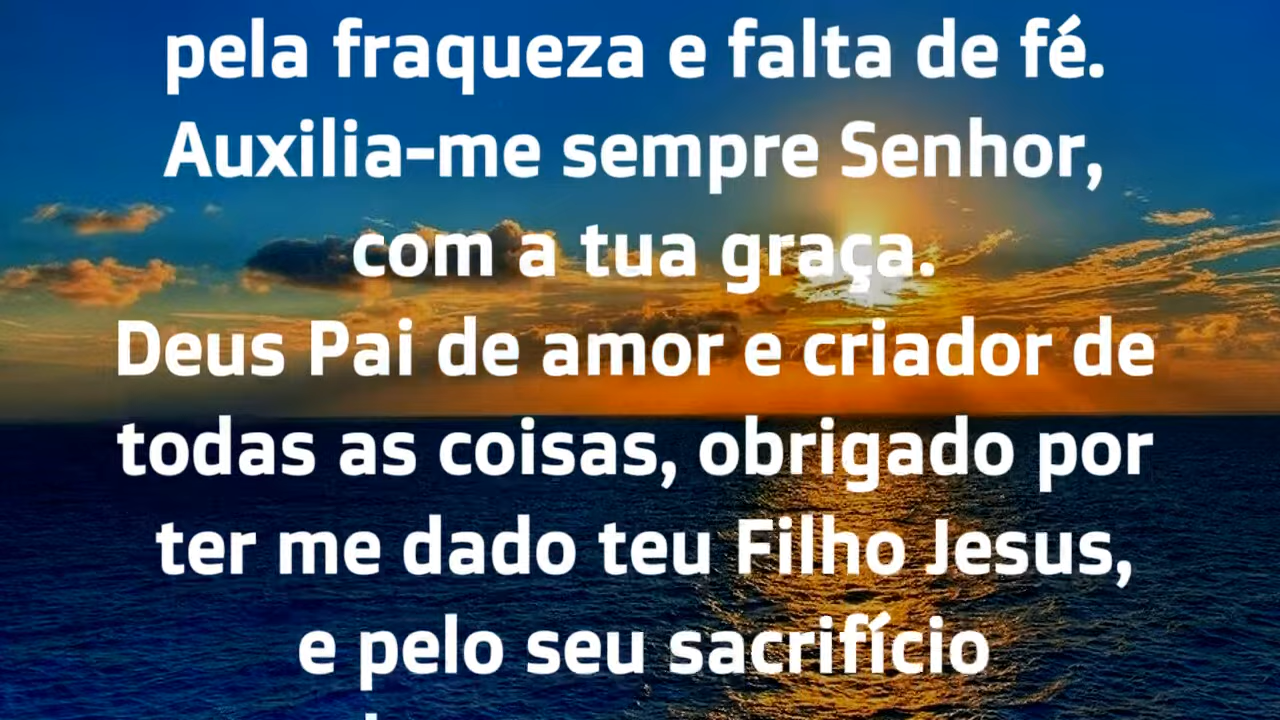 pela fraqueza e falta de fé.
Auxilia-me sempre Senhor,
com a tua graça.
Deus Pai de amor e criador de
todas as coisas, obrigado por
ter me dado teu Filho Jesus,
e pelo seu sacrifício